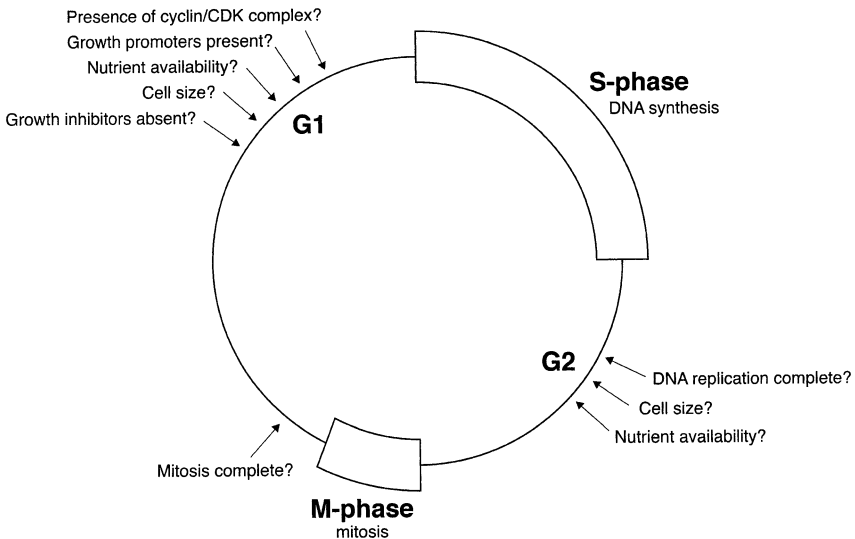 Presence of cyclin/CDK complex?
Growth promoters present?
Nutrient availability?
Cell size?
Growth inhibitors absent?
G1
S-phase
DNA synthesis
G2
DNA replication complete?
Cell size?
Nutrient availability?
Mitosis complete?
M-phase
mitosis